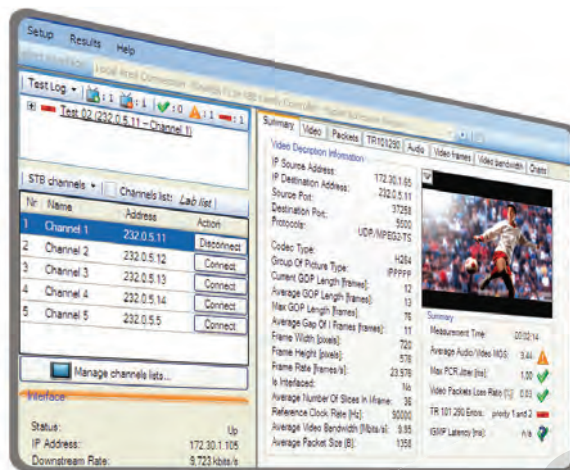 Setup Results Help
Local Area Connection
Test Log : 1 : 1 : 0 : 1 : 1
Test 02 (232.0.5.11 – Channel 1)
STB channels Channels list: Lab list
Nr Name Address Action
1 Channel 1 232.0.5.11 Disconnect
2 Channel 2 232.0.5.12 Connect
3 Channel 3 232.0.5.13 Connect
4 Channel 4 232.0.5.14 Connect
5 Channel 5 232.0.5.5 Connect
Manage channels lists...
Interface
Status: Up
IP Address: 172.30.1.105
Downstream Rate: 9,723 kbits/s
Summary Video Packets TR101290 Audio Video frames Video bandwidth Charts
Video Decription Information
IP Source Address: 172.30.1.65
IP Destination Address: 232.0.5.11
Source Port: 37258
Destination Port: 5500
Protocols: UDP/MPEG2-TS
Codec Type: H264
Group Of Picture Type: IPPPPP
Current GOP Length [frames]: 12
Average GOP Length [frames]: 13
Max GOP Length [frames]: 76
Average Gap Of I Frames [frames]: 11
Frame Width [pixels]: 720
Frame Height [pixels]: 576
Frame Rate [frames/s]: 23.976
Is Interlaced: No
Average Number Of Slices In I-frame: 36
Reference Clock Rate [Hz]: 90000
Average Video Bandwidth [Mbits/s]: 9.95
Average Packet Size [B]: 1358
Summary
Measurement Time: 00:02:14
Average Audio/Video MOS: 3.44
Max PCR Jitter [ms]: 1.00
Video Packets Loss Ratio [%]: 0.03
TR 101 290 Errors: priority 1 and 2
IGMP Latency [ms]: n/a